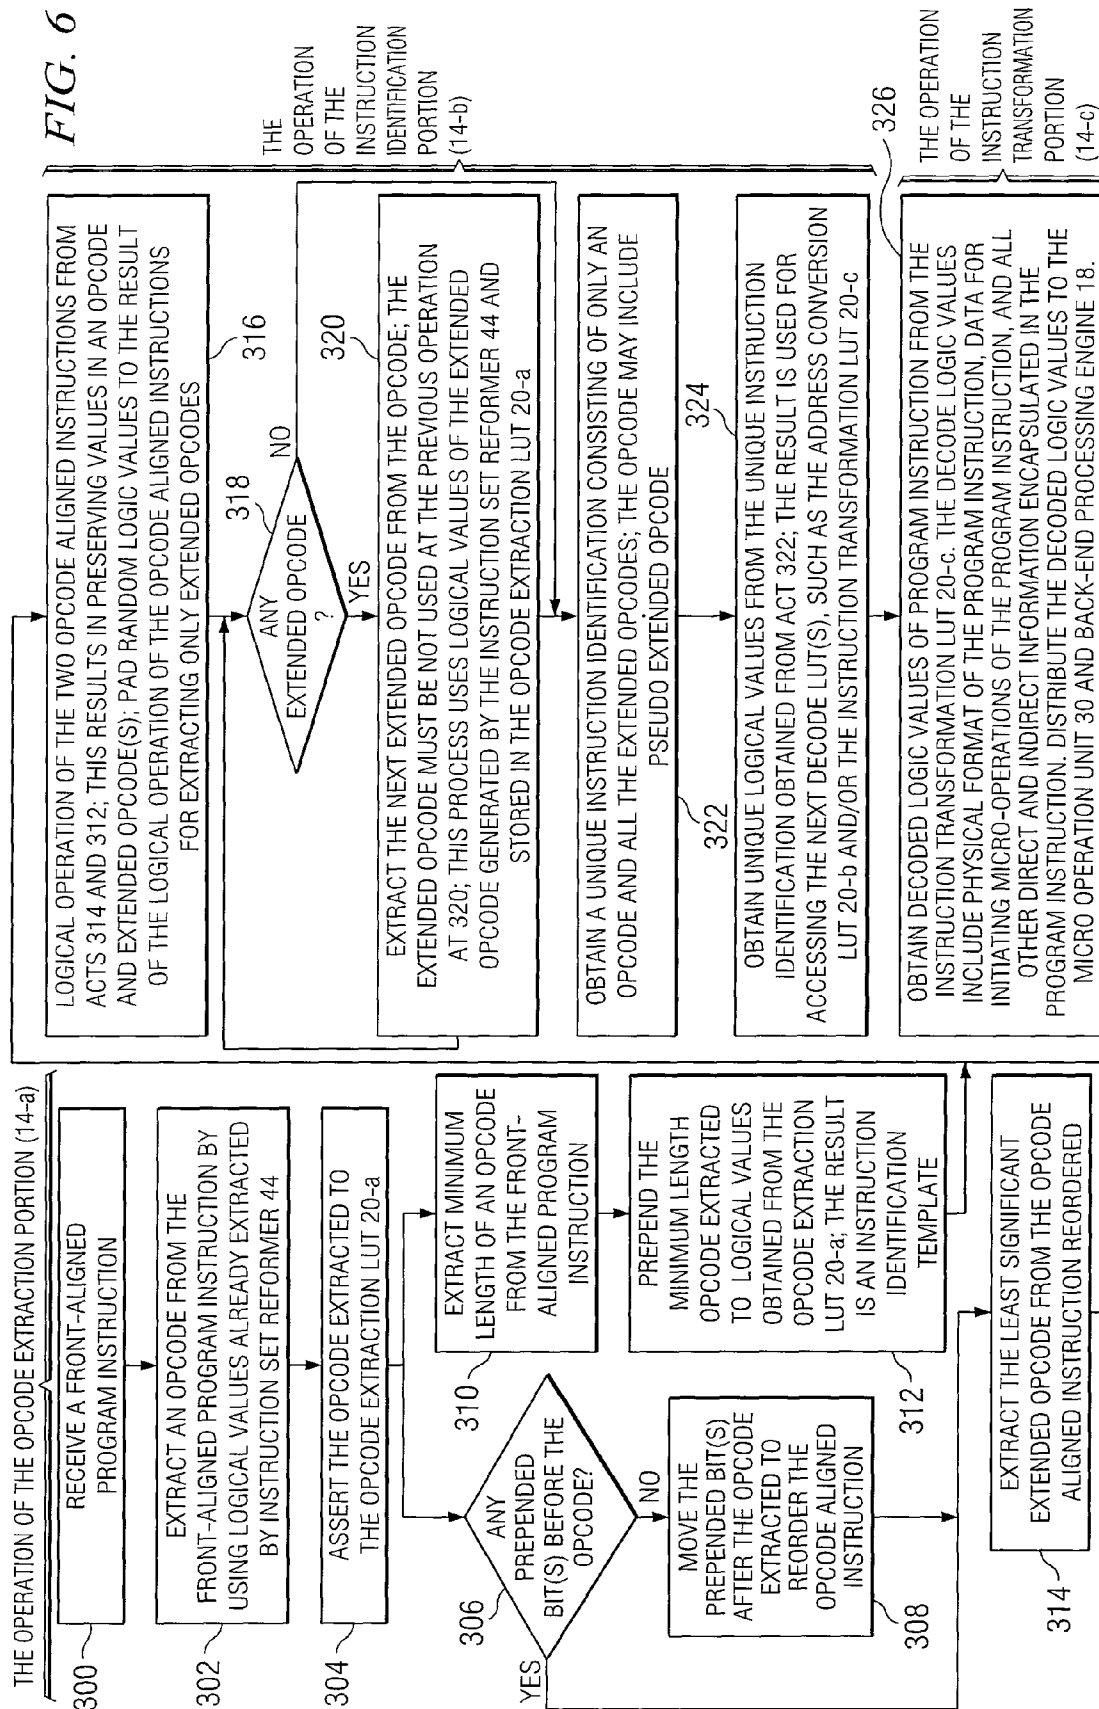 FIG. 6
THE OPERATION OF THE OPCODE EXTRACTION PORTION (14-a)
300
RECEIVE A FRONT-ALIGNED
PROGRAM INSTRUCTION
302
EXTRACT AN OPCODE FROM THE
FRONT-ALIGNED PROGRAM INSTRUCTION BY
USING LOGICAL VALUES ALREADY EXTRACTED
BY INSTRUCTION SET REFORMER 44
304
ASSERT THE OPCODE EXTRACTED TO
THE OPCODE EXTRACTION LUT 20-a
306
ANY
PREPENDED
BIT(S) BEFORE THE
OPCODE?
YES
NO
MOVE THE
PREPENDED BIT(S)
AFTER THE OPCODE
EXTRACTED TO
REORDER THE
OPCODE ALIGNED
INSTRUCTION
308
310
EXTRACT MINIMUM
LENGTH OF AN OPCODE
FROM THE FRONT-
ALIGNED PROGRAM
INSTRUCTION
PREPEND THE
MINIMUM LENGTH
OPCODE EXTRACTED
TO LOGICAL VALUES
OBTAINED FROM THE
OPCODE EXTRACTION
LUT 20-a; THE RESULT
IS AN INSTRUCTION
IDENTIFICATION
TEMPLATE
312
314
EXTRACT THE LEAST SIGNIFICANT
EXTENDED OPCODE FROM THE OPCODE
ALIGNED INSTRUCTION REORDERED
LOGICAL OPERATION OF THE TWO OPCODE ALIGNED INSTRUCTIONS FROM
ACTS 314 AND 312; THIS RESULTS IN PRESERVING VALUES IN AN OPCODE
AND EXTENDED OPCODE(S); PAD RANDOM LOGIC VALUES TO THE RESULT
OF THE LOGICAL OPERATION OF THE OPCODE ALIGNED INSTRUCTIONS
FOR EXTRACTING ONLY EXTENDED OPCODES
316
318
ANY
EXTENDED OPCODE
?
NO
YES
320
EXTRACT THE NEXT EXTENDED OPCODE FROM THE OPCODE; THE
EXTENDED OPCODE MUST BE NOT USED AT THE PREVIOUS OPERATION
AT 320; THIS PROCESS USES LOGICAL VALUES OF THE EXTENDED
OPCODE GENERATED BY THE INSTRUCTION SET REFORMER 44 AND
STORED IN THE OPCODE EXTRACTION LUT 20-a
OBTAIN A UNIQUE INSTRUCTION IDENTIFICATION CONSISTING OF ONLY AN
OPCODE AND ALL THE EXTENDED OPCODES; THE OPCODE MAY INCLUDE
PSEUDO EXTENDED OPCODE
322
324
OBTAIN UNIQUE LOGICAL VALUES FROM THE UNIQUE INSTRUCTION
IDENTIFICATION OBTAINED FROM ACT 322; THE RESULT IS USED FOR
ACCESSING THE NEXT DECODE LUT(S), SUCH AS THE ADDRESS CONVERSION
LUT 20-b AND/OR THE INSTRUCTION TRANSFORMATION LUT 20-c
THE
OPERATION
OF THE
INSTRUCTION
IDENTIFICATION
PORTION
(14-b)
326
OBTAIN DECODED LOGIC VALUES OF PROGRAM INSTRUCTION FROM THE
INSTRUCTION TRANSFORMATION LUT 20-c. THE DECODE LOGIC VALUES
INCLUDE PHYSICAL FORMAT OF THE PROGRAM INSTRUCTION, DATA FOR
INITIATING MICRO-OPERATIONS OF THE PROGRAM INSTRUCTION, AND ALL
OTHER DIRECT AND INDIRECT INFORMATION ENCAPSULATED IN THE
PROGRAM INSTRUCTION. DISTRIBUTE THE DECODED LOGIC VALUES TO THE
MICRO OPERATION UNIT 30 AND BACK-END PROCESSING ENGINE 18.
THE OPERATION
OF THE
INSTRUCTION
TRANSFORMATION
PORTION
(14-c)